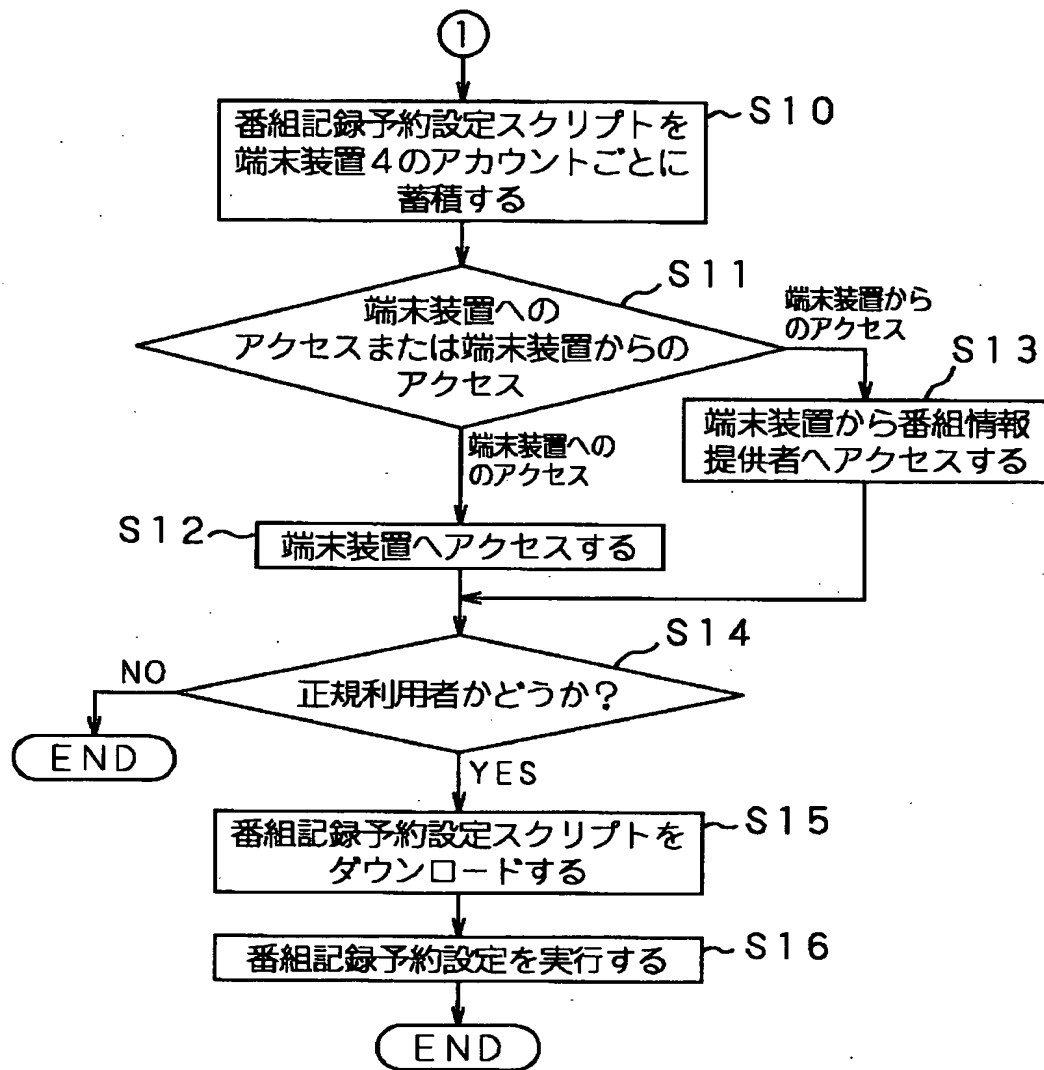 1
番組記録予約設定スクリプトを
端末装置4のアカウントごとに
蓄積する
S10
端末装置への
アクセスまたは端末装置からの
アクセス
S11
端末装置から
のアクセス
S13
端末装置から番組情報
提供者へアクセスする
端末装置への
のアクセス
S12
端末装置へアクセスする
S14
正規利用者かどうか?
NO
END
YES
番組記録予約設定スクリプトを
ダウンロードする
S15
番組記録予約設定を実行する
S16
END